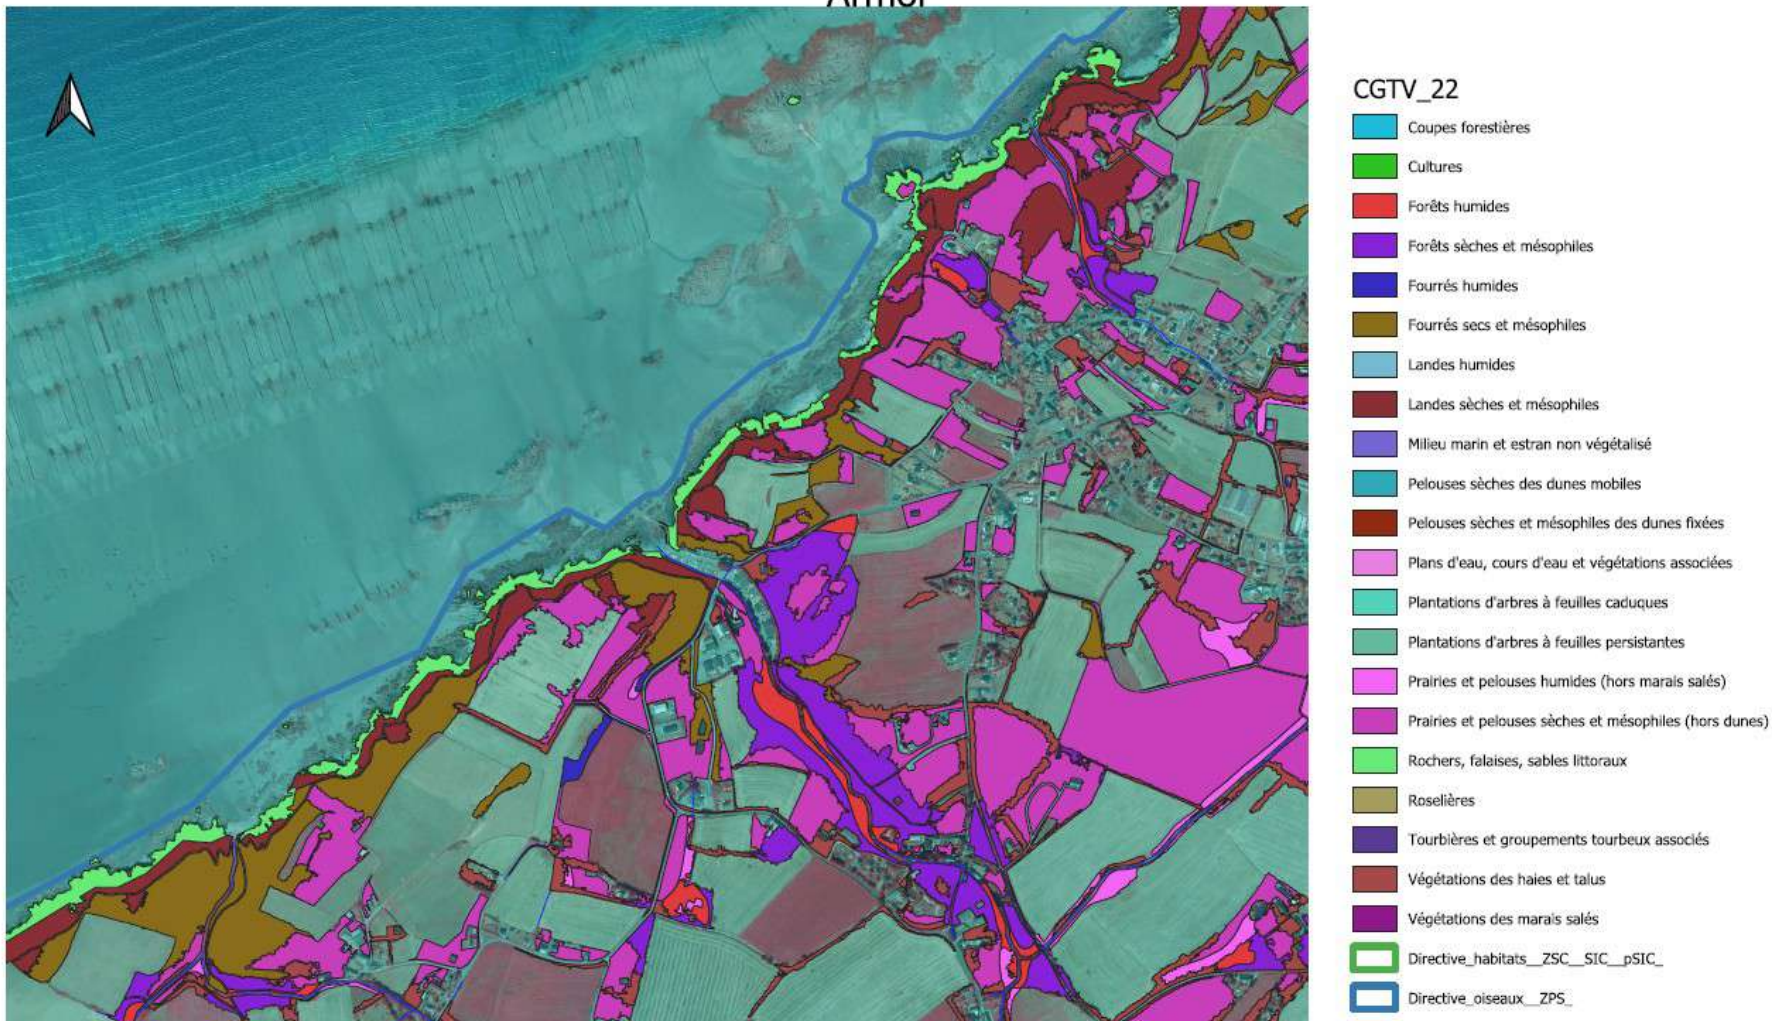 Armor
CGTV_22
Coupes forestières
Cultures
Forêts humides
Forêts sèches et mésophiles
Fourrés humides
Fourrés secs et mésophiles
Landes humides
Landes sèches et mésophiles
Milieu marin et estran non végétalisé
Pelouses sèches des dunes mobiles
Pelouses sèches et mésophiles des dunes fixées
Plans d'eau, cours d'eau et végétations associées
Plantations d'arbres à feuilles caduques
Plantations d'arbres à feuilles persistantes
Prairies et pelouses humides (hors marais salés)
Prairies et pelouses sèches et mésophiles (hors dunes)
Rochers, falaises, sables littoraux
Roselières
Tourbières et groupements tourbeux associés
Végétations des haies et talus
Végétations des marais salés
Directive_habitats__ZSC__SIC__pSIC_
Directive_oiseaux__ZPS_